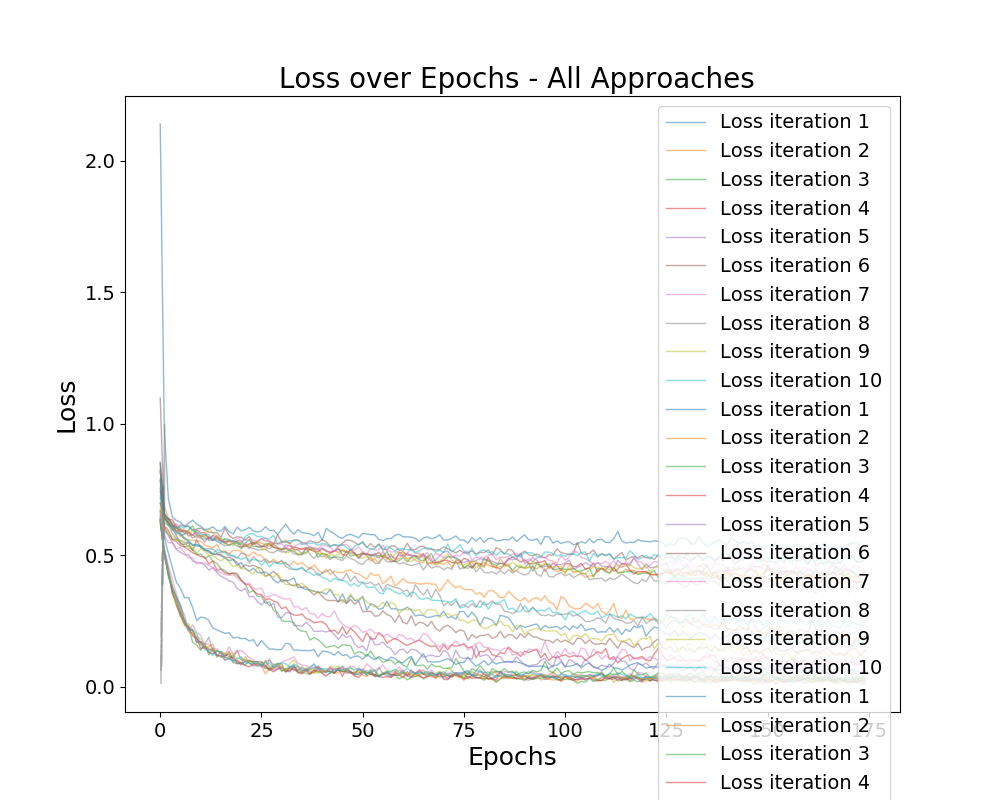 Loss over Epochs - All Approaches
Loss
2.0
1.5
1.0
0.5
0.0
0
25
50
75
100
125
150
175
Epochs
Loss iteration 1
Loss iteration 2
Loss iteration 3
Loss iteration 4
Loss iteration 5
Loss iteration 6
Loss iteration 7
Loss iteration 8
Loss iteration 9
Loss iteration 10
Loss iteration 1
Loss iteration 2
Loss iteration 3
Loss iteration 4
Loss iteration 5
Loss iteration 6
Loss iteration 7
Loss iteration 8
Loss iteration 9
Loss iteration 10
Loss iteration 1
Loss iteration 2
Loss iteration 3
Loss iteration 4